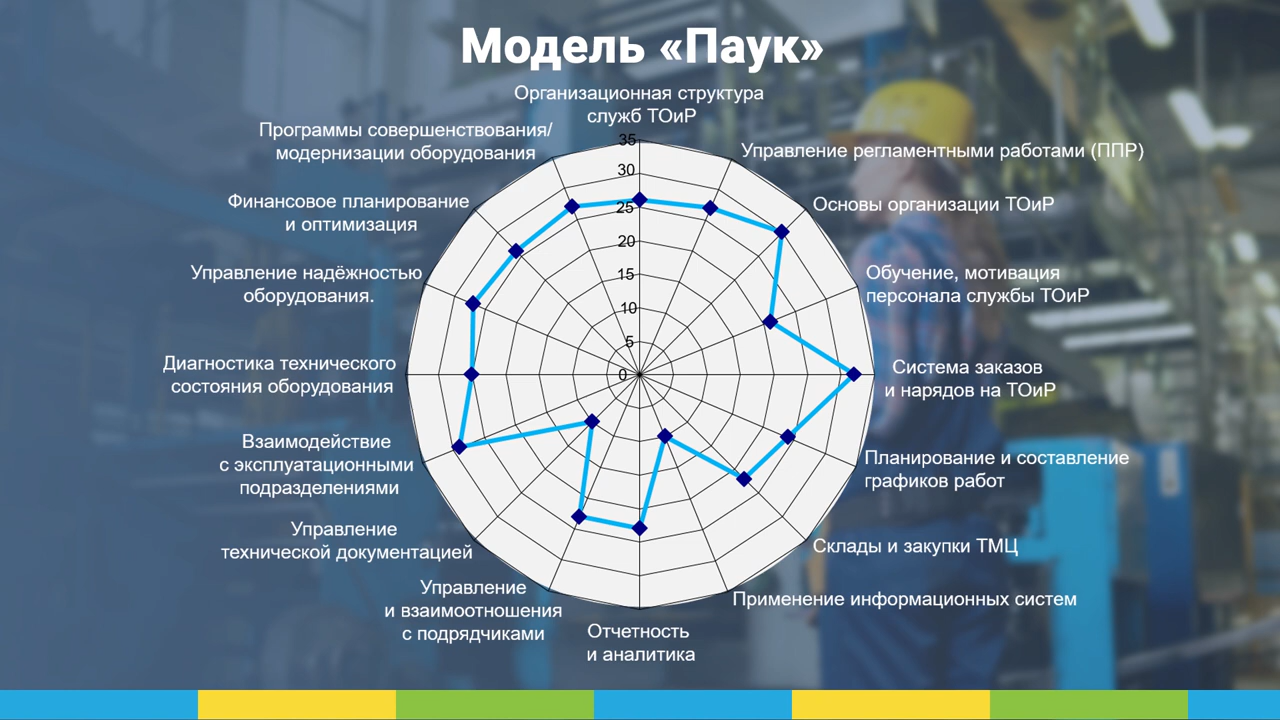 Модель «Паук»
Организационная структура
служб ТОиР
Управление регламентными работами (ППР)
Основы организации ТОиР
Обучение, мотивация
персонала службы ТОиР
Система заказов
и нарядов на ТОиР
Планирование и составление
графиков работ
Склады и закупки ТМЦ
Применение информационных систем
Отчетность
и аналитика
Управление
и взаимоотношения
с подрядчиками
Управление
технической документацией
Взаимодействие
с эксплуатационными
подразделениями
Диагностика технического
состояния оборудования
Управление надёжностью
оборудования.
Финансовое планирование
и оптимизация
Программы совершенствования/
модернизации оборудования
35
30
25
20
15
10
5
0